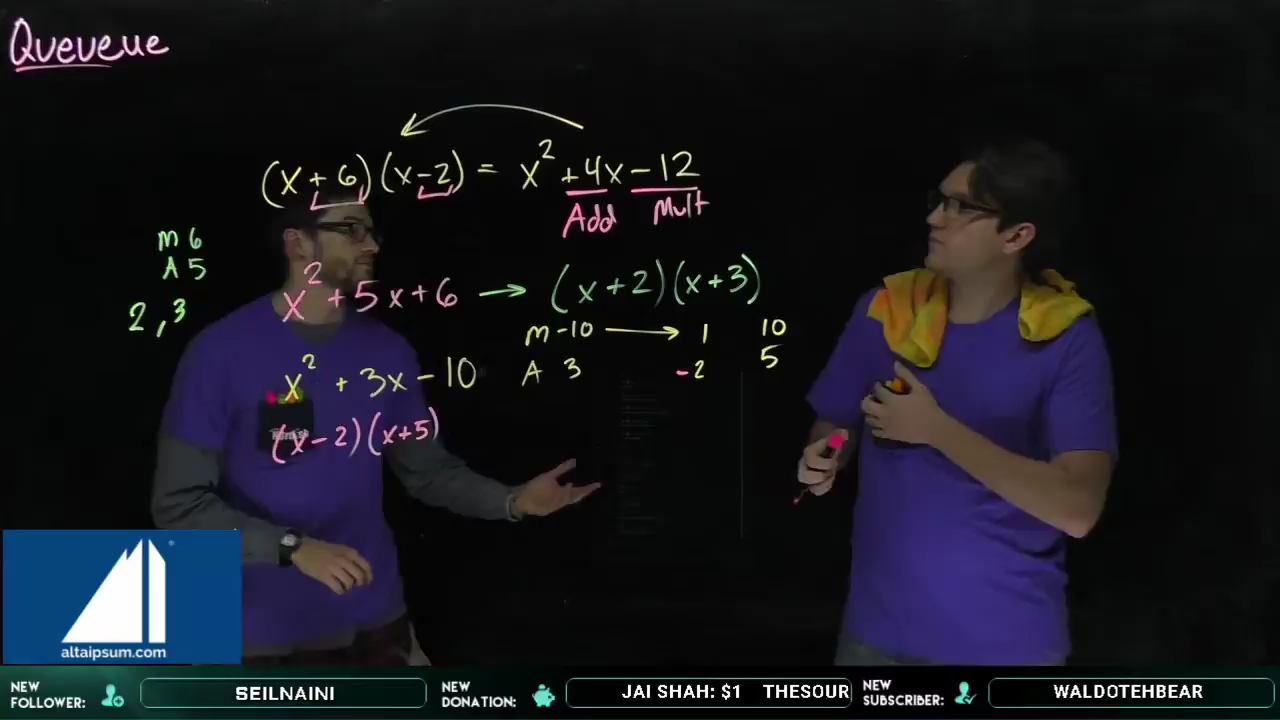 Queueue
(x+6)(x-2) = x² +4x-12
Add Mult
M 6
A 5
2, 3
x² +5x+6 → (x+2)(x+3)
M -10 → 1 10
x² +3x-10 A 3 -2 5
(x-2)(x+5)
altaipsum.com
NEW FOLLOWER: SEILNAINI NEW DONATION: JAI SHAH: $1 THESOUR NEW SUBSCRIBER: WALDOTEHBEAR